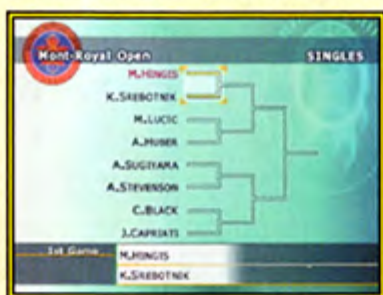 Mont-Royal Open
SINGLES
M.HINGIS
K.SREBOTNIK
M.LUCIC
A.HUBER
A.SUGIYAMA
A.STEVENSON
C.BLACK
J.CAPRIATI
1st Game
M.HINGIS
K.SREBOTNIK